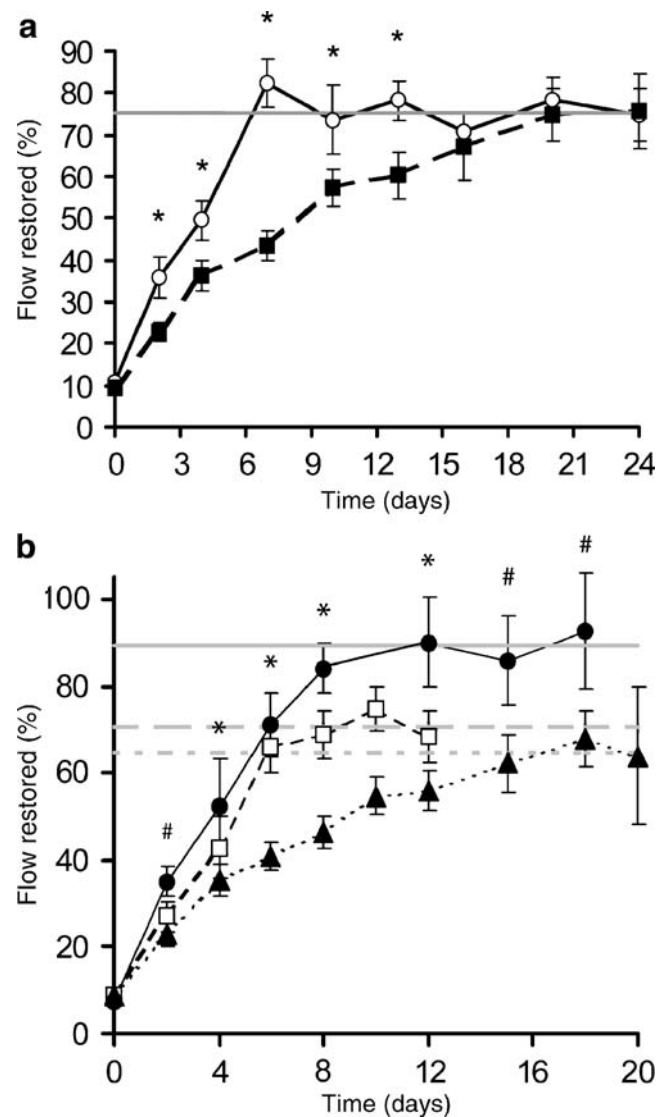 a
* * *
90
80
70
60
50
40
30
20
10
0
* *
Flow restored (%)
0 3 6 9 12 15 18 21 24
Time (days)
b
100
80
60
40
20
0
# * * * * # #
Flow restored (%)
0 4 8 12 16 20
Time (days)